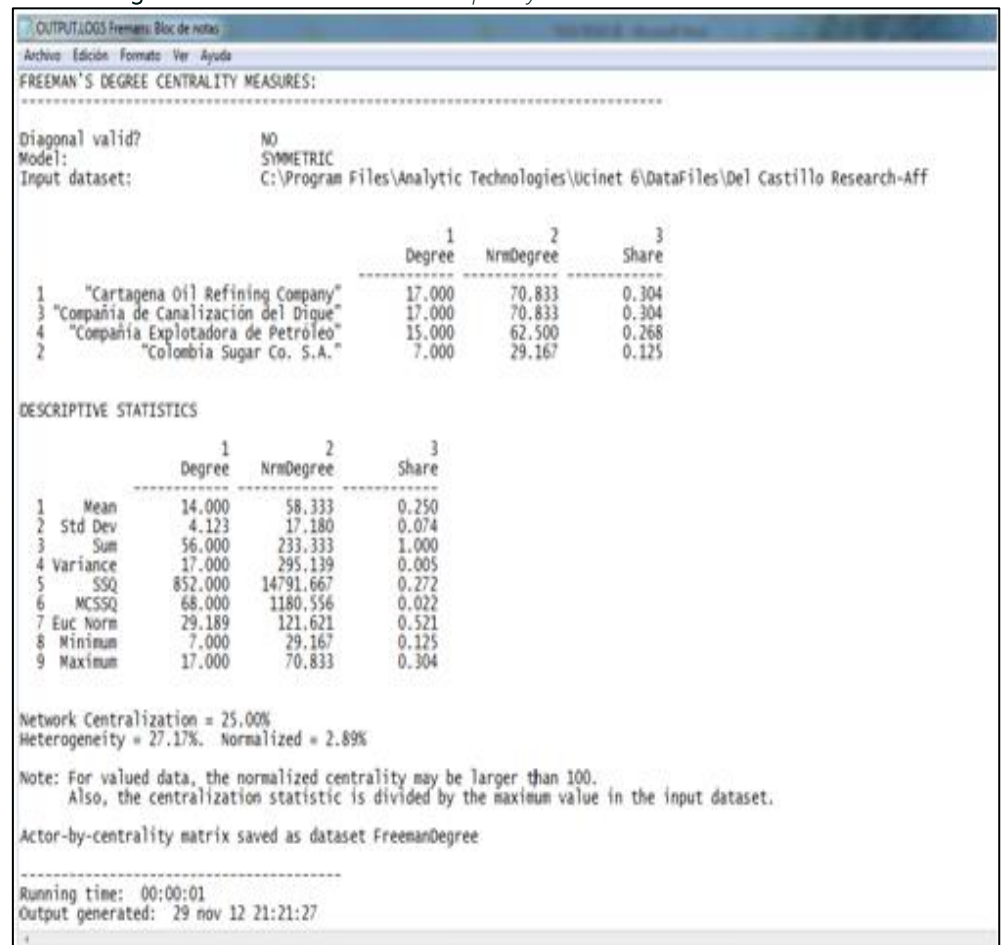 OUTPUT.LOGS Fremans: Bloc de notas
Archivo Edición Formato Ver Ayuda
FREEMAN'S DEGREE CENTRALITY MEASURES:
--------------------------------------------------------------------------------
Diagonal valid? NO
Model: SYMMETRIC
Input dataset: C:\Program Files\Analytic Technologies\Ucinet 6\DataFiles\Del Castillo Research-Aff
1 2 3
Degree NrmDegree Share
------------ ------------ ------------
1 "Cartagena Oil Refining Company" 17.000 70.833 0.304
3 "Compañia de Canalización del Dique" 17.000 70.833 0.304
4 "Compañia Explotadora de Petróleo" 15.000 62.500 0.268
2 "Colombia Sugar Co. S.A." 7.000 29.167 0.125
DESCRIPTIVE STATISTICS
1 2 3
Degree NrmDegree Share
------------ ------------ ------------
1 Mean 14.000 58.333 0.250
2 Std Dev 4.123 17.180 0.074
3 Sum 56.000 233.333 1.000
4 Variance 17.000 295.139 0.005
5 SSQ 852.000 14791.667 0.272
6 MCSSQ 68.000 1180.556 0.022
7 Euc Norm 29.189 121.621 0.521
8 Minimum 7.000 29.167 0.125
9 Maximum 17.000 70.833 0.304
Network Centralization = 25.00%
Heterogeneity = 27.17%. Normalized = 2.89%
Note: For valued data, the normalized centrality may be larger than 100.
Also, the centralization statistic is divided by the maximum value in the input dataset.
Actor-by-centrality matrix saved as dataset FreemanDegree
----------------------------------------
Running time: 00:00:01
Output generated: 29 nov 12 21:21:27